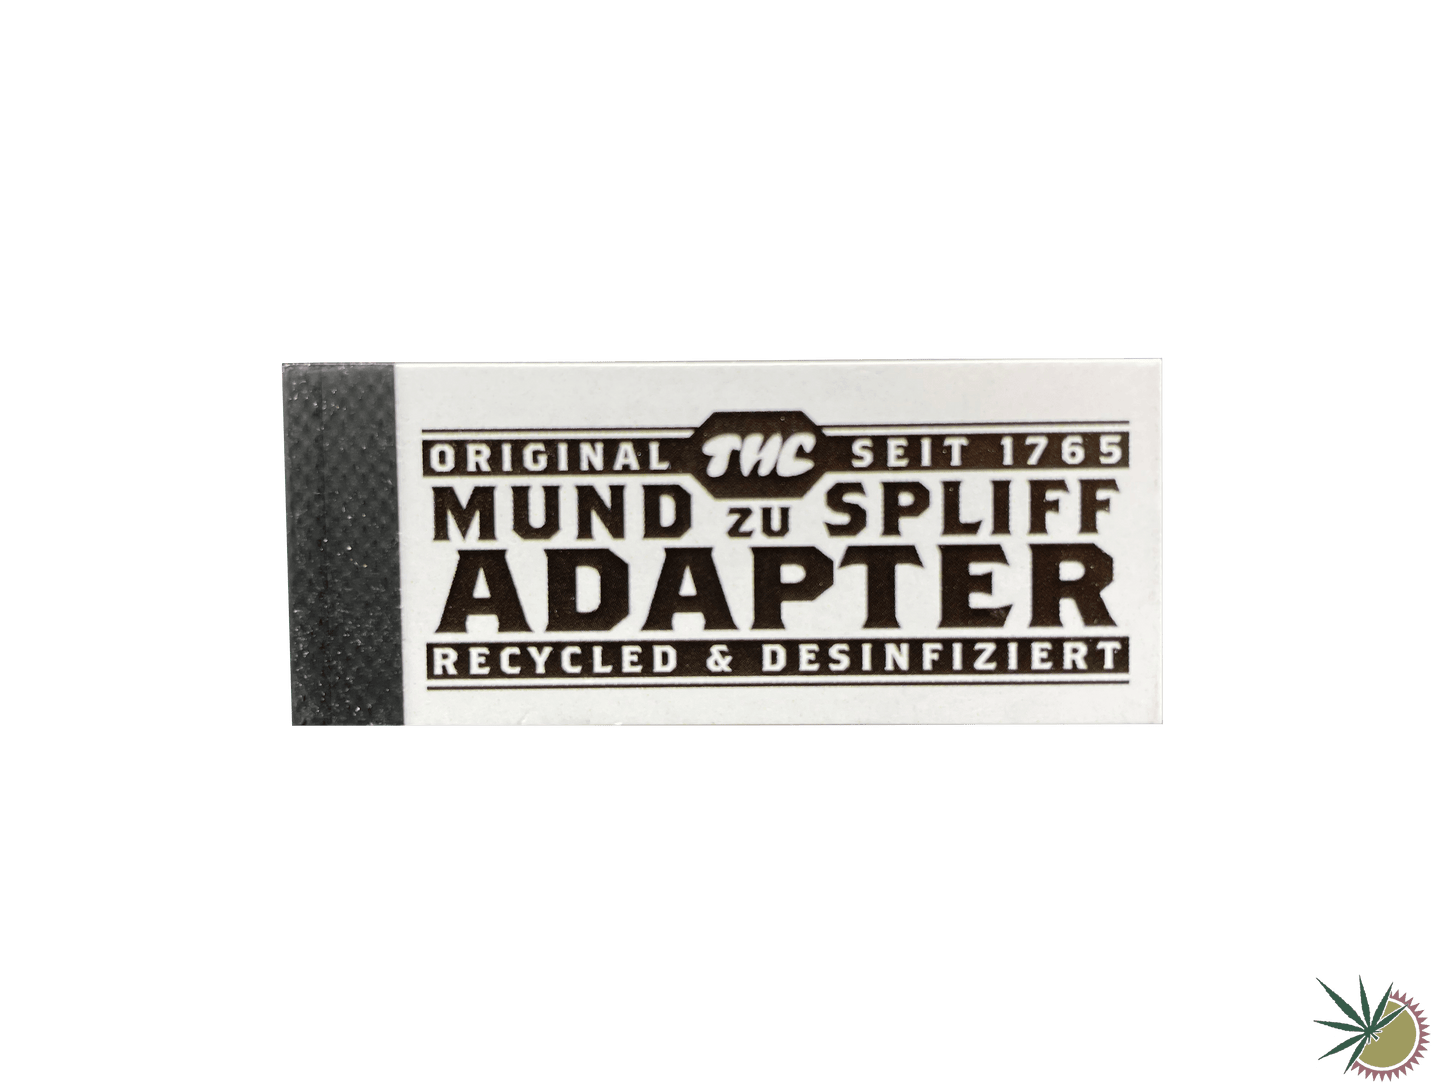 ORIGINAL THC SEIT 1765
MUND ZU SPLIFF
ADAPTER
RECYCLED & DESINFIZIERT